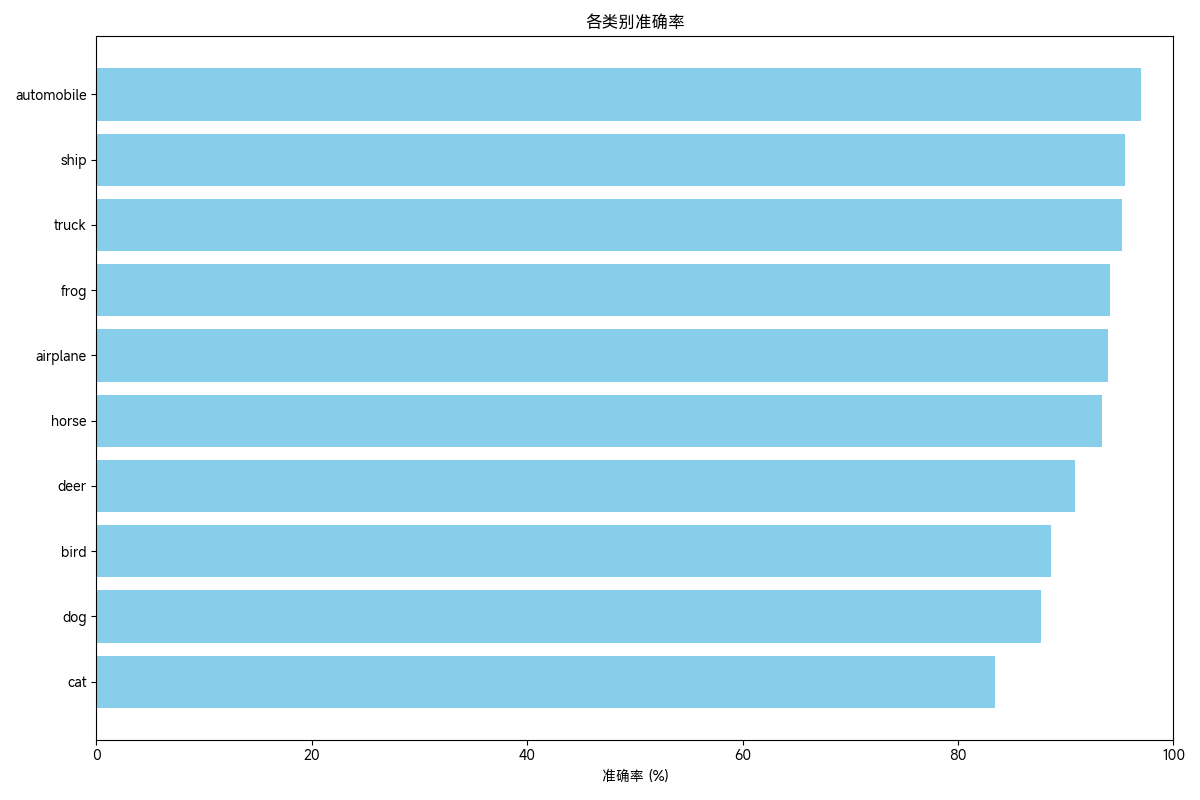 各类别准确率
automobile
ship
truck
frog
airplane
horse
deer
bird
dog
cat
0 20 40 60 80 100
准确率 (%)